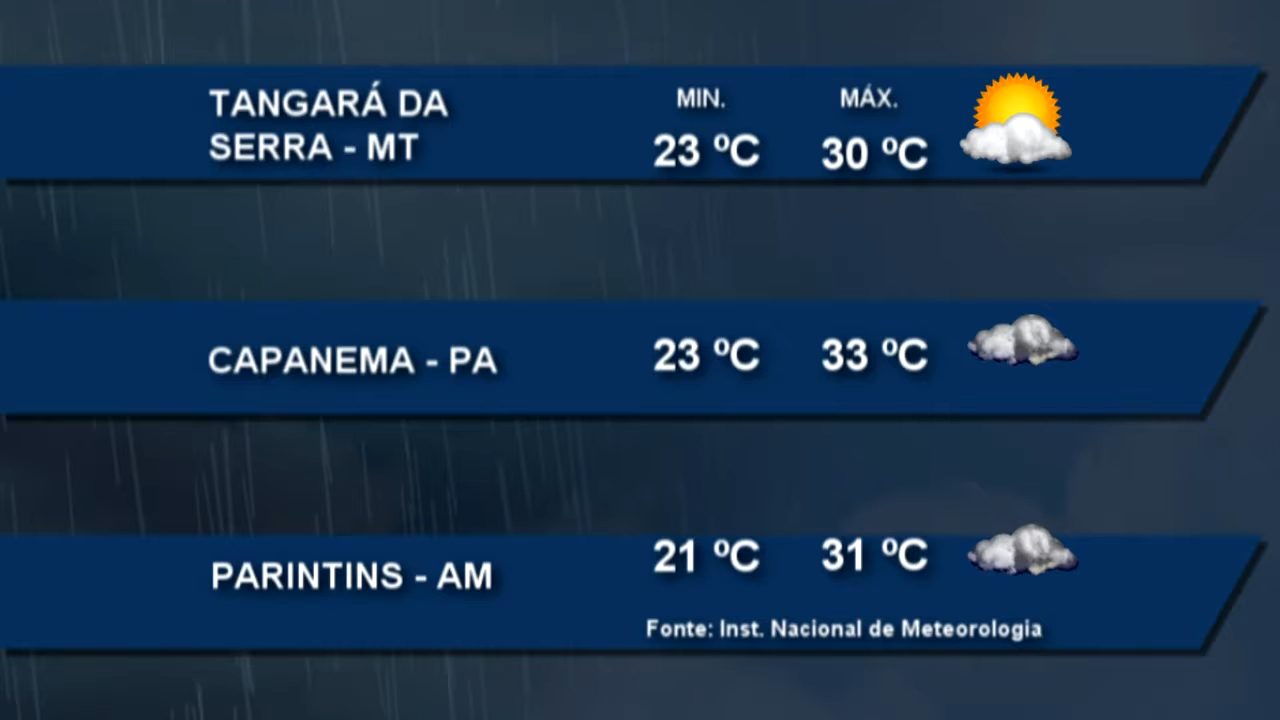 TANGARÁ DA
SERRA - MT
MIN.
MÁX.
23 ºC
30 ºC
CAPANEMA - PA
23 ºC
33 ºC
PARINTINS - AM
21 ºC
31 ºC
Fonte: Inst. Nacional de Meteorologia